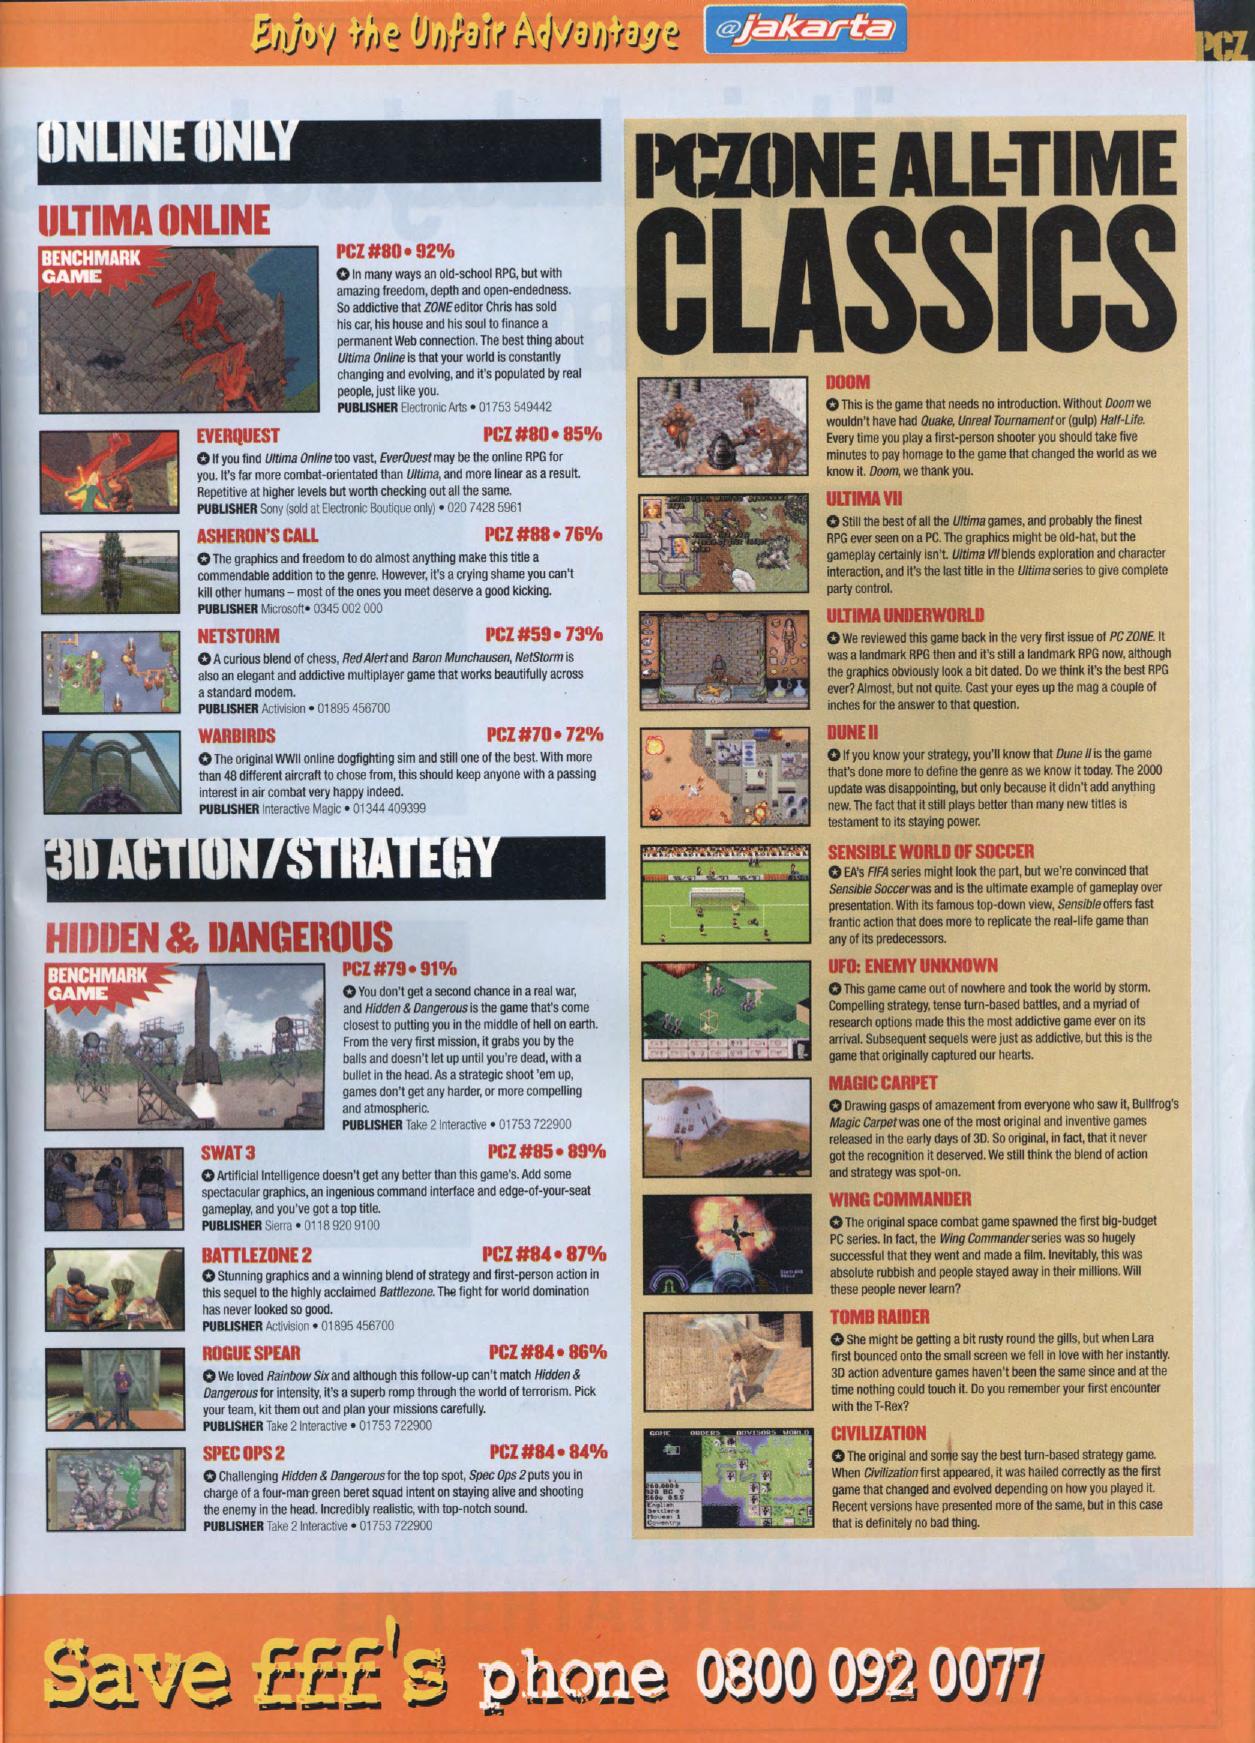 Enjoy the Unfair Advantage
@jakarta
PCZ
ONLINE ONLY
ULTIMA ONLINE
BENCHMARK
GAME
PCZ #80 • 92%
In many ways an old-school RPG, but with
amazing freedom, depth and open-endedness.
So addictive that ZONE editor Chris has sold
his car, his house and his soul to finance a
permanent Web connection. The best thing about
Ultima Online is that your world is constantly
changing and evolving, and it's populated by real
people, just like you.
PUBLISHER Electronic Arts • 01753 549442
EVERQUEST PCZ #80 • 85%
If you find Ultima Online too vast, EverQuest may be the online RPG for
you. It's far more combat-orientated than Ultima, and more linear as a result.
Repetitive at higher levels but worth checking out all the same.
PUBLISHER Sony (sold at Electronic Boutique only) • 020 7428 5961
ASHERON'S CALL PCZ #88 • 76%
The graphics and freedom to do almost anything make this title a
commendable addition to the genre. However, it's a crying shame you can't
kill other humans – most of the ones you meet deserve a good kicking.
PUBLISHER Microsoft • 0345 002 000
NETSTORM PCZ #59 • 73%
A curious blend of chess, Red Alert and Baron Munchausen, NetStorm is
also an elegant and addictive multiplayer game that works beautifully across
a standard modem.
PUBLISHER Activision • 01895 456700
WARBIRDS PCZ #70 • 72%
The original WWII online dogfighting sim and still one of the best. With more
than 48 different aircraft to chose from, this should keep anyone with a passing
interest in air combat very happy indeed.
PUBLISHER Interactive Magic • 01344 409399
3D ACTION/STRATEGY
HIDDEN & DANGEROUS
BENCHMARK
GAME
PCZ #79 • 91%
You don't get a second chance in a real war,
and Hidden & Dangerous is the game that's come
closest to putting you in the middle of hell on earth.
From the very first mission, it grabs you by the
balls and doesn't let up until you're dead, with a
bullet in the head. As a strategic shoot 'em up,
games don't get any harder, or more compelling
and atmospheric.
PUBLISHER Take 2 Interactive • 01753 722900
SWAT 3 PCZ #85 • 89%
Artificial Intelligence doesn't get any better than this game's. Add some
spectacular graphics, an ingenious command interface and edge-of-your-seat
gameplay, and you've got a top title.
PUBLISHER Sierra • 0118 920 9100
BATTLEZONE 2 PCZ #84 • 87%
Stunning graphics and a winning blend of strategy and first-person action in
this sequel to the highly acclaimed Battlezone. The fight for world domination
has never looked so good.
PUBLISHER Activision • 01895 456700
ROGUE SPEAR PCZ #84 • 86%
We loved Rainbow Six and although this follow-up can't match Hidden &
Dangerous for intensity, it's a superb romp through the world of terrorism. Pick
your team, kit them out and plan your missions carefully.
PUBLISHER Take 2 Interactive • 01753 722900
SPEC OPS 2 PCZ #84 • 84%
Challenging Hidden & Dangerous for the top spot, Spec Ops 2 puts you in
charge of a four-man green beret squad intent on staying alive and shooting
the enemy in the head. Incredibly realistic, with top-notch sound.
PUBLISHER Take 2 Interactive • 01753 722900
PCZONE ALL-TIME
CLASSICS
DOOM
This is the game that needs no introduction. Without Doom we
wouldn't have had Quake, Unreal Tournament or (gulp) Half-Life.
Every time you play a first-person shooter you should take five
minutes to pay homage to the game that changed the world as we
know it. Doom, we thank you.
ULTIMA VII
Still the best of all the Ultima games, and probably the finest
RPG ever seen on a PC. The graphics might be old-hat, but the
gameplay certainly isn't. Ultima VII blends exploration and character
interaction, and it's the last title in the Ultima series to give complete
party control.
ULTIMA UNDERWORLD
We reviewed this game back in the very first issue of PC ZONE. It
was a landmark RPG then and it's still a landmark RPG now, although
the graphics obviously look a bit dated. Do we think it's the best RPG
ever? Almost, but not quite. Cast your eyes up the mag a couple of
inches for the answer to that question.
DUNE II
If you know your strategy, you'll know that Dune II is the game
that's done more to define the genre as we know it today. The 2000
update was disappointing, but only because it didn't add anything
new. The fact that it still plays better than many new titles is
testament to its staying power.
SENSIBLE WORLD OF SOCCER
EA's FIFA series might look the part, but we're convinced that
Sensible Soccer was and is the ultimate example of gameplay over
presentation. With its famous top-down view, Sensible offers fast
frantic action that does more to replicate the real-life game than
any of its predecessors.
UFO: ENEMY UNKNOWN
This game came out of nowhere and took the world by storm.
Compelling strategy, tense turn-based battles, and a myriad of
research options made this the most addictive game ever on its
arrival. Subsequent sequels were just as addictive, but this is the
game that originally captured our hearts.
MAGIC CARPET
Drawing gasps of amazement from everyone who saw it, Bullfrog's
Magic Carpet was one of the most original and inventive games
released in the early days of 3D. So original, in fact, that it never
got the recognition it deserved. We still think the blend of action
and strategy was spot-on.
WING COMMANDER
The original space combat game spawned the first big-budget
PC series. In fact, the Wing Commander series was so hugely
successful that they went and made a film. Inevitably, this was
absolute rubbish and people stayed away in their millions. Will
these people never learn?
TOMB RAIDER
She might be getting a bit rusty round the gills, but when Lara
first bounced onto the small screen we fell in love with her instantly.
3D action adventure games haven't been the same since and at the
time nothing could touch it. Do you remember your first encounter
with the T-Rex?
GAME ORDERS ADVISORS WORLD
English
Settlers
Moves: 1
Coventry
CIVILIZATION
The original and some say the best turn-based strategy game.
When Civilization first appeared, it was hailed correctly as the first
game that changed and evolved depending on how you played it.
Recent versions have presented more of the same, but in this case
that is definitely no bad thing.
Save £££'s phone 0800 092 0077